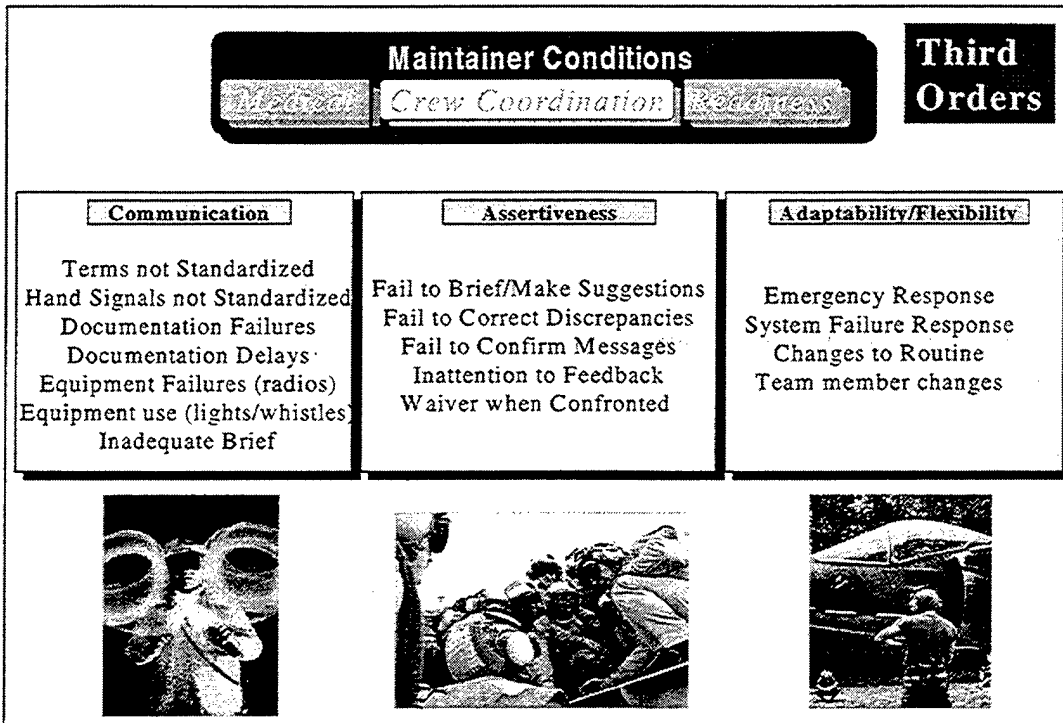 Maintainer Conditions
Medical Crew Coordination Readiness
Third
Orders
Communication
Terms not Standardized
Hand Signals not Standardized
Documentation Failures
Documentation Delays
Equipment Failures (radios)
Equipment use (lights/whistles)
Inadequate Brief
Assertiveness
Fail to Brief/Make Suggestions
Fail to Correct Discrepancies
Fail to Confirm Messages
Inattention to Feedback
Waiver when Confronted
Adaptability/Flexibility
Emergency Response
System Failure Response
Changes to Routine
Team member changes